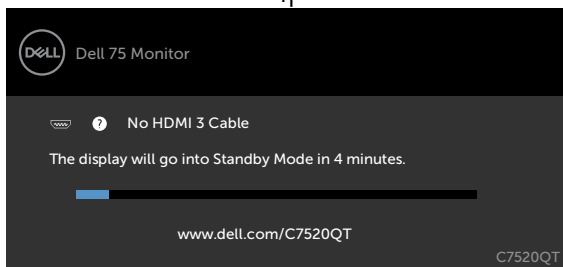 DELL
Dell 75 Monitor
? No HDMI 3 Cable
The display will go into Standby Mode in 4 minutes.
www.dell.com/C7520QT
C7520QT